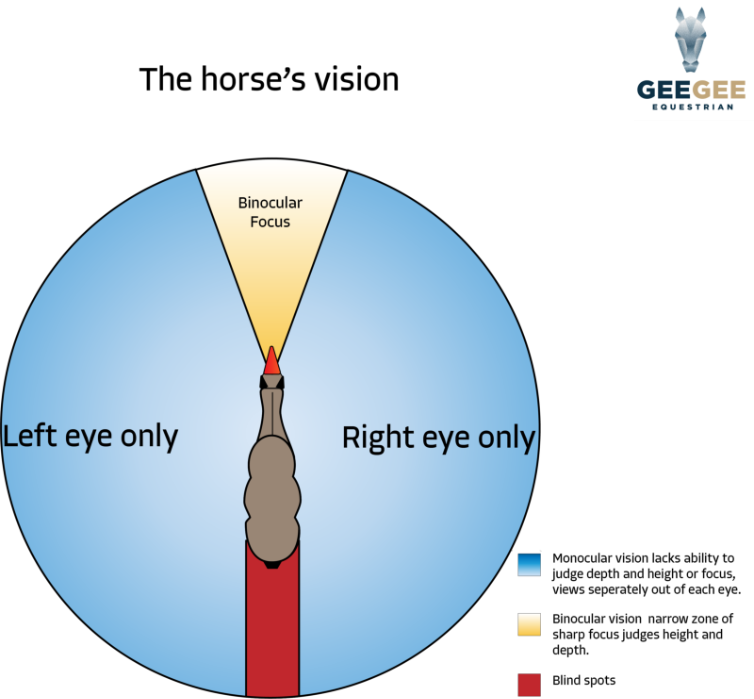 The horse's vision
GEEGEE
EQUESTRIAN
Binocular
Focus
Left eye only
Right eye only
Monocular vision lacks ability to
judge depth and height or focus,
views seperately out of each eye.
Binocular vision narrow zone of
sharp focus judges height and
depth.
Blind spots